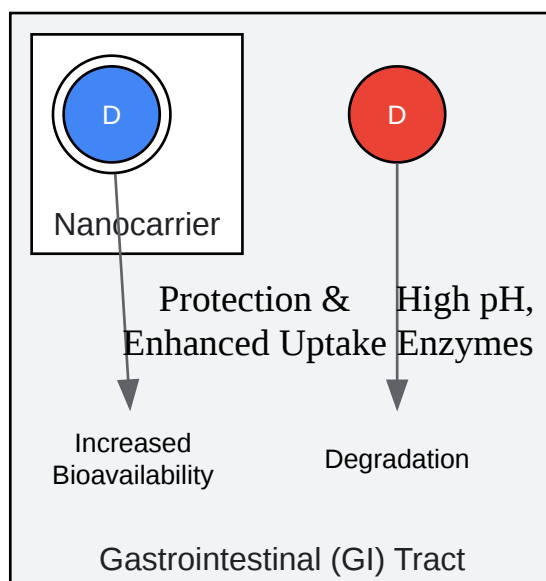 D
D
Nanocarrier
Protection &
Enhanced Uptake
High pH,
Enzymes
Increased
Bioavailability
Degradation
Gastrointestinal (GI) Tract